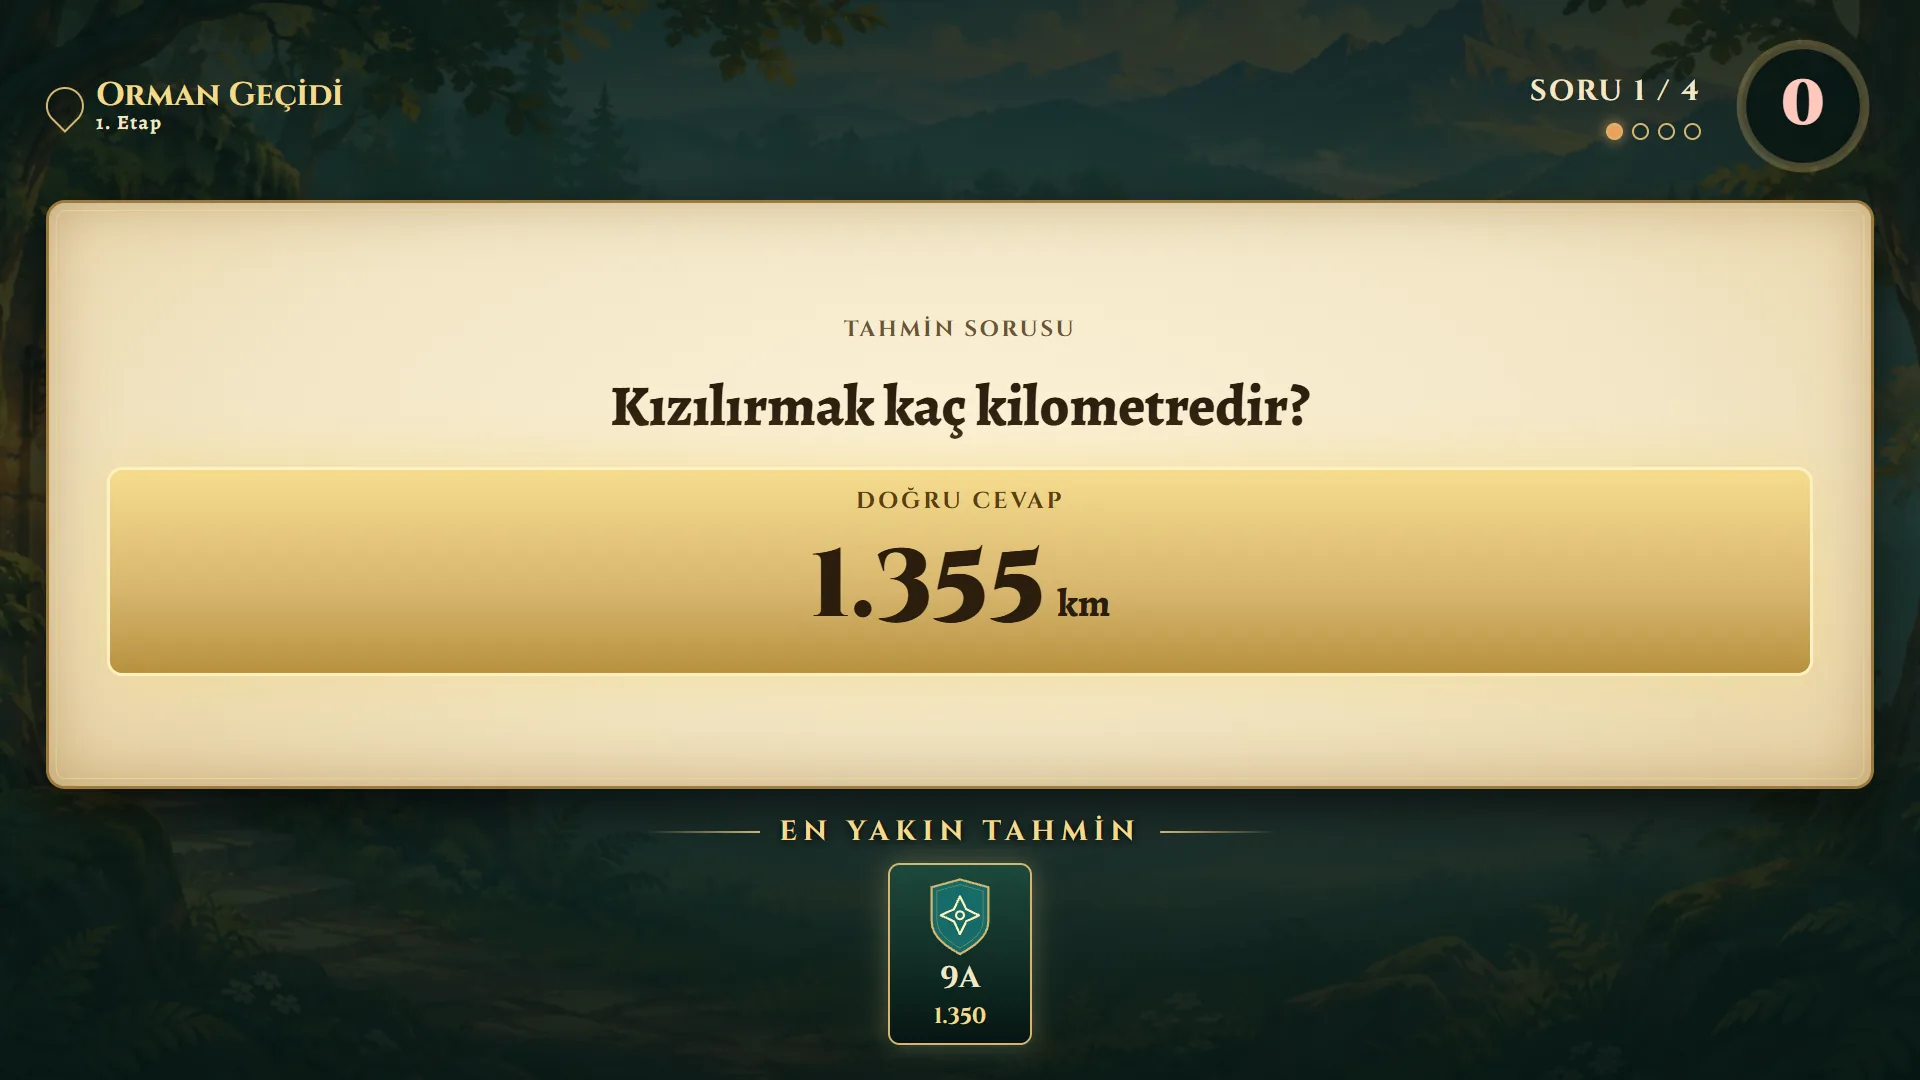 Orman Geçidi
1. Etap
SORU 1 / 4
0
TAHMİN SORUSU
Kızılırmak kaç kilometredir?
DOĞRU CEVAP
1.355 km
EN YAKIN TAHMİN
9A
1.350